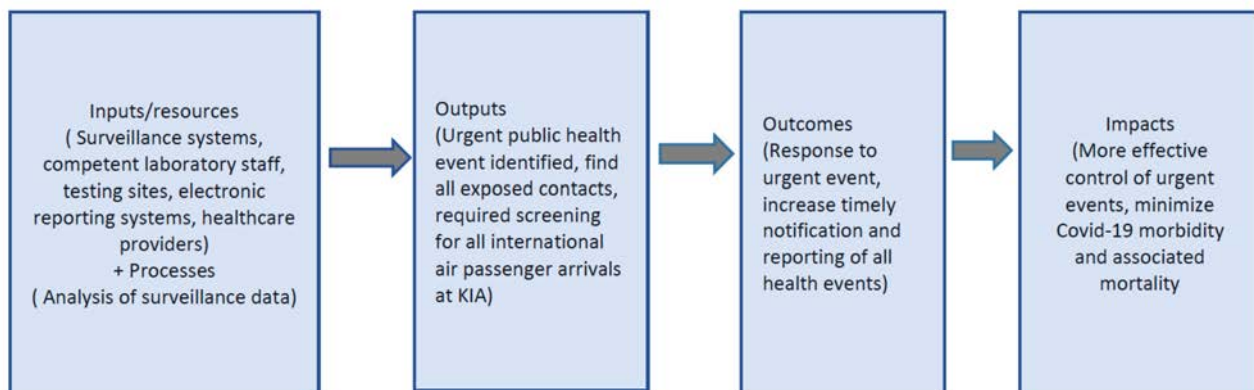 Inputs/resources
( Surveillance systems,
competent laboratory staff,
testing sites, electronic
reporting systems, healthcare
providers)
+ Processes
( Analysis of surveillance data)
Outputs
(Urgent public health
event identified, find
all exposed contacts,
required screening
for all international
air passenger arrivals
at KIA)
Outcomes
(Response to
urgent event,
increase timely
notification and
reporting of all
health events)
Impacts
(More effective
control of urgent
events, minimize
Covid-19 morbidity
and associated
mortality